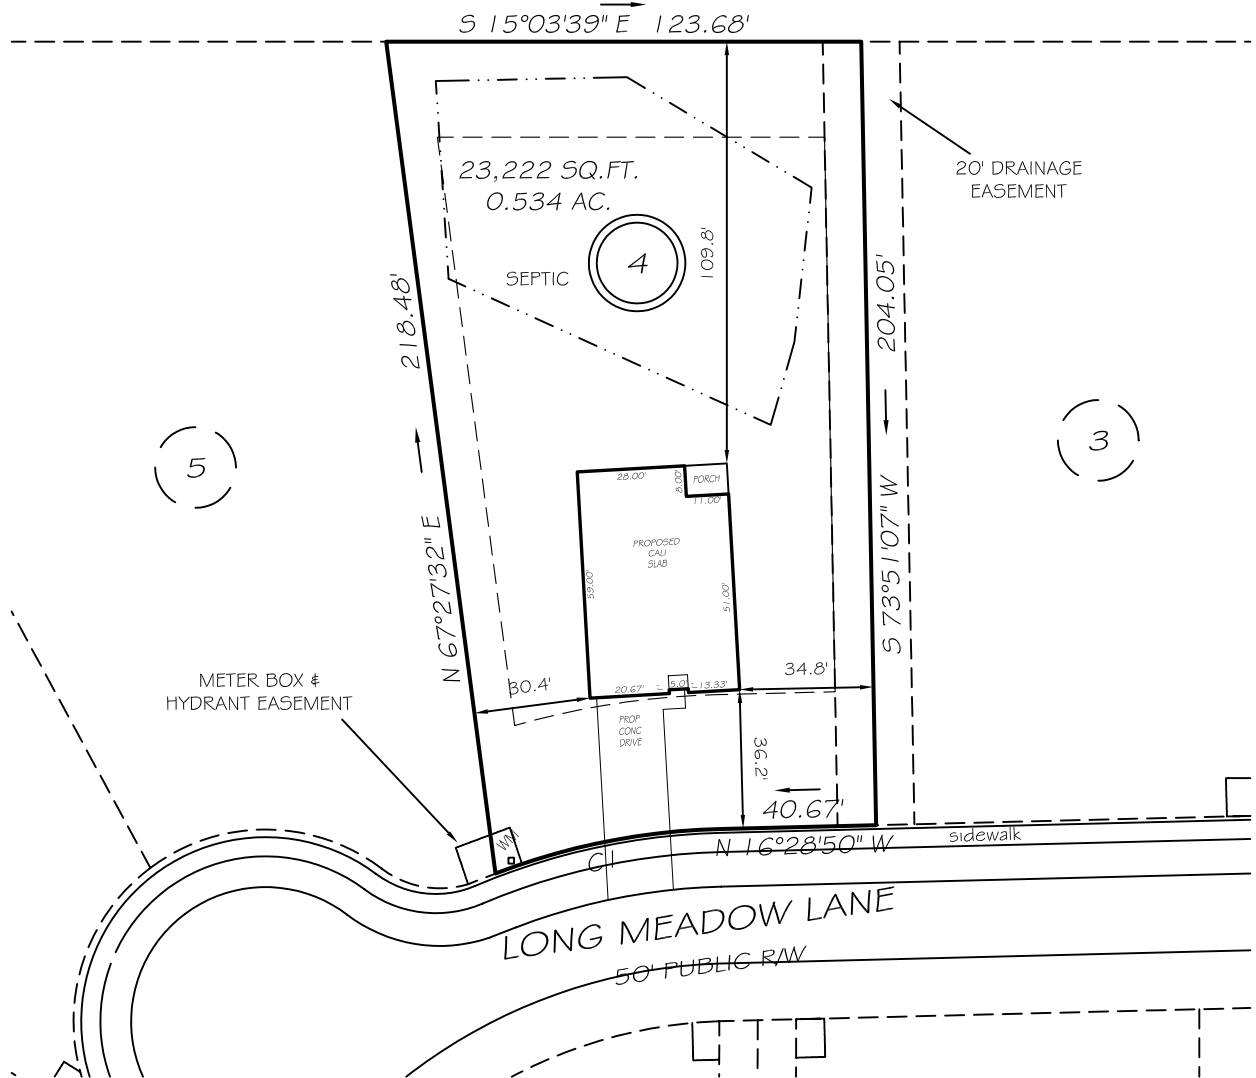 S 15°03'39" E 123.68'
20' DRAINAGE
EASEMENT
23,222 SQ.FT.
0.534 AC.
SEPTIC
4
109.8'
218.48'
204.05'
5
3
N 67°27'32" E
S 73°51'07" W
28.00'
8.00'
PORCH
11.00'
PROPOSED
CALI
SLAB
59.00'
51.00'
METER BOX &
HYDRANT EASEMENT
30.4'
20.67'
5.0'
13.33'
34.8'
PROP
CONC
DRIVE
36.2'
40.67'
WM
C1
N 16°28'50" W
sidewalk
LONG MEADOW LANE
50' PUBLIC R/W